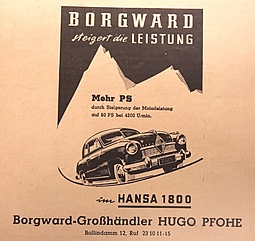 BORGWARD
steigert die LEISTUNG
Mehr PS
durch Steigerung der Motorleistung
auf 60 PS bei 4200 U/min.
im HANSA 1800
Borgward-Großhändler HUGO PFOHE
Ballindamm 12, Ruf 23 10 11-15